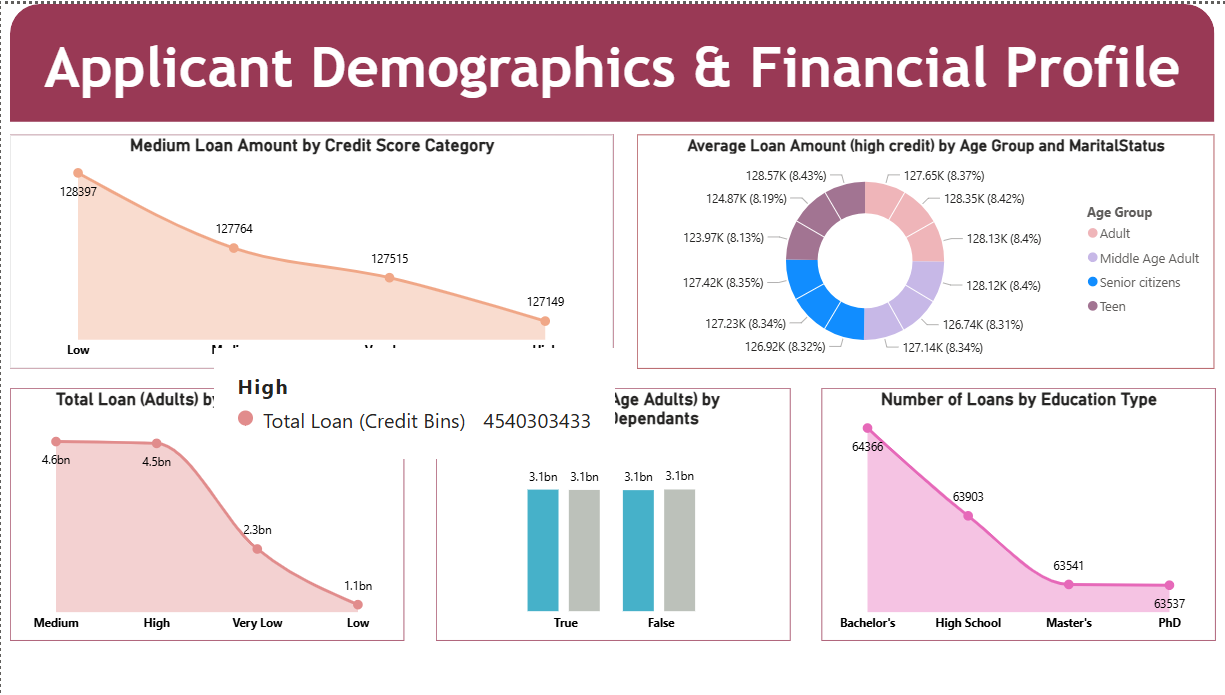 Applicant Demographics & Financial Profile
Medium Loan Amount by Credit Score Category
128397
127764
127515
127149
Low
Average Loan Amount (high credit) by Age Group and MaritalStatus
128.57K (8.43%)
127.65K (8.37%)
124.87K (8.19%)
128.35K (8.42%)
123.97K (8.13%)
128.13K (8.4%)
127.42K (8.35%)
128.12K (8.4%)
127.23K (8.34%)
126.74K (8.31%)
126.92K (8.32%)
127.14K (8.34%)
Age Group
Adult
Middle Age Adult
Senior citizens
Teen
Total Loan (Adults) by
4.6bn
4.5bn
2.3bn
1.1bn
Medium High Very Low Low
High
Total Loan (Credit Bins) 4540303433
Age Adults) by
Dependants
3.1bn 3.1bn 3.1bn 3.1bn
True False
Number of Loans by Education Type
64366
63903
63541
63537
Bachelor's High School Master's PhD